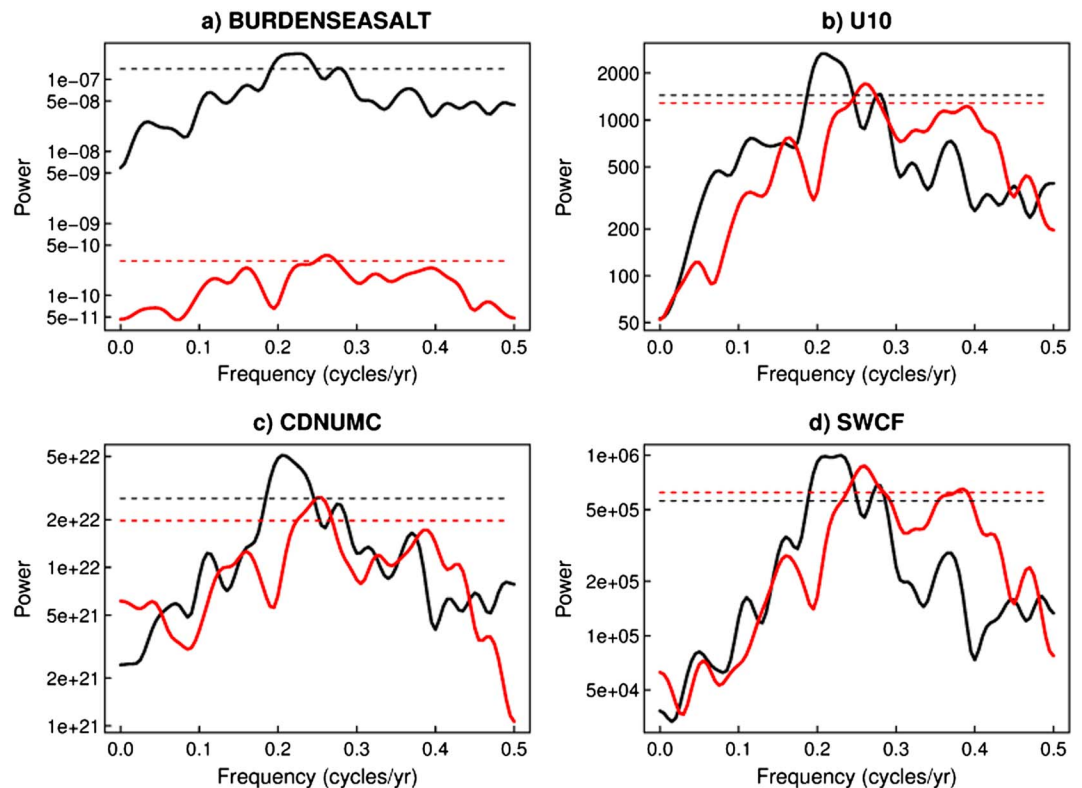 a) BURDENSEASALT
Power
1e−07
5e−08
1e−08
5e−09
1e−09
5e−10
1e−10
5e−11
0.0 0.1 0.2 0.3 0.4 0.5
Frequency (cycles/yr)
b) U10
Power
2000
1000
500
200
100
50
0.0 0.1 0.2 0.3 0.4 0.5
Frequency (cycles/yr)
c) CDNUMC
Power
5e+22
2e+22
1e+22
5e+21
2e+21
1e+21
0.0 0.1 0.2 0.3 0.4 0.5
Frequency (cycles/yr)
d) SWCF
Power
1e+06
5e+05
2e+05
1e+05
5e+04
0.0 0.1 0.2 0.3 0.4 0.5
Frequency (cycles/yr)